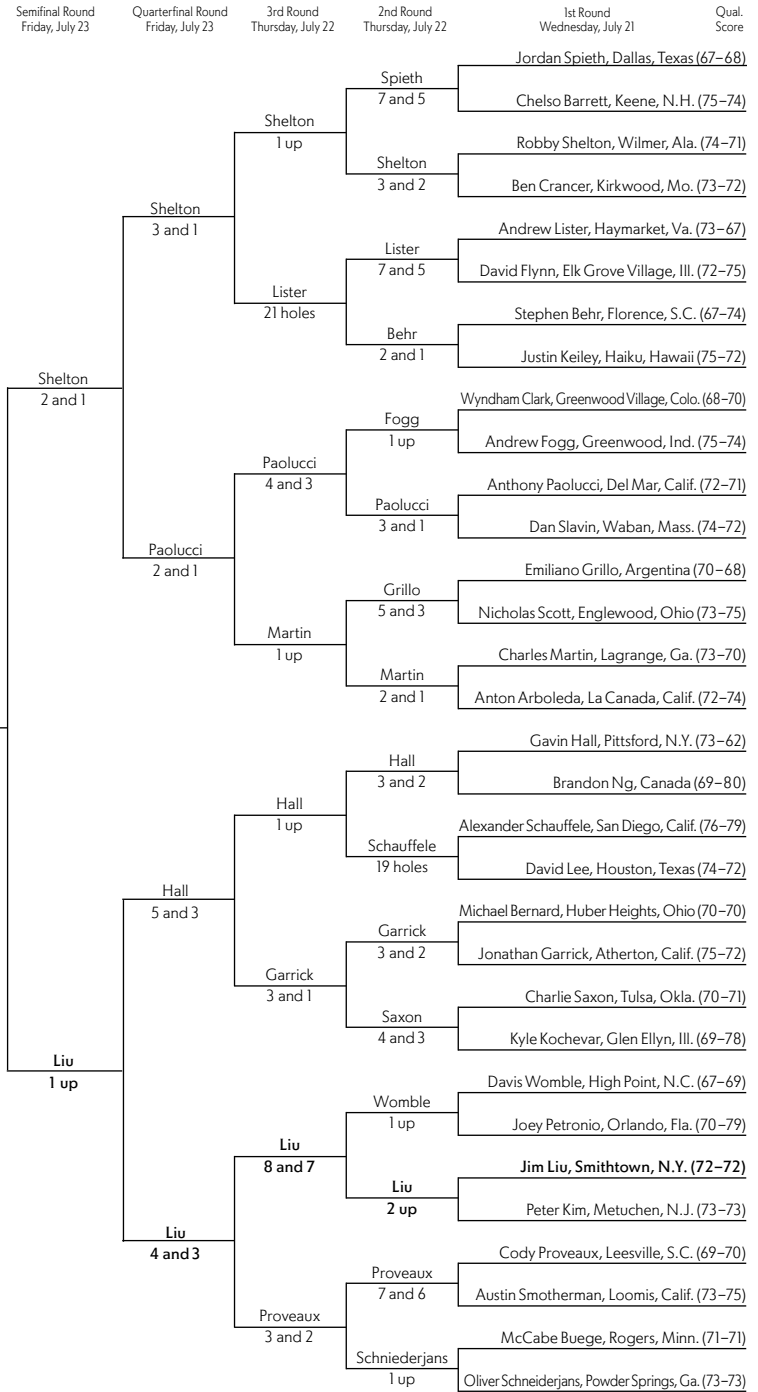 Semifinal Round
Friday, July 23
Quarterfinal Round
Friday, July 23
3rd Round
Thursday, July 22
2nd Round
Thursday, July 22
1st Round
Wednesday, July 21
Qual.
Score
Jordan Spieth, Dallas, Texas (67–68)
Spieth
7 and 5
Chelso Barrett, Keene, N.H. (75–74)
Shelton
1 up
Robby Shelton, Wilmer, Ala. (74–71)
Shelton
3 and 2
Ben Crancer, Kirkwood, Mo. (73–72)
Shelton
3 and 1
Andrew Lister, Haymarket, Va. (73–67)
Lister
7 and 5
David Flynn, Elk Grove Village, Ill. (72–75)
Lister
21 holes
Stephen Behr, Florence, S.C. (67–74)
Behr
2 and 1
Justin Keiley, Haiku, Hawaii (75–72)
Shelton
2 and 1
Wyndham Clark, Greenwood Village, Colo. (68–70)
Fogg
1 up
Andrew Fogg, Greenwood, Ind. (75–74)
Paolucci
4 and 3
Anthony Paolucci, Del Mar, Calif. (72–71)
Paolucci
3 and 1
Dan Slavin, Waban, Mass. (74–72)
Paolucci
2 and 1
Emiliano Grillo, Argentina (70–68)
Grillo
5 and 3
Nicholas Scott, Englewood, Ohio (73–75)
Martin
1 up
Charles Martin, Lagrange, Ga. (73–70)
Martin
2 and 1
Anton Arboleda, La Canada, Calif. (72–74)
Gavin Hall, Pittsford, N.Y. (73–62)
Hall
3 and 2
Brandon Ng, Canada (69–80)
Hall
1 up
Alexander Schauffele, San Diego, Calif. (76–79)
Schauffele
19 holes
David Lee, Houston, Texas (74–72)
Hall
5 and 3
Michael Bernard, Huber Heights, Ohio (70–70)
Garrick
3 and 2
Jonathan Garrick, Atherton, Calif. (75–72)
Garrick
3 and 1
Charlie Saxon, Tulsa, Okla. (70–71)
Saxon
4 and 3
Kyle Kochevar, Glen Ellyn, Ill. (69–78)
Liu
1 up
Davis Womble, High Point, N.C. (67–69)
Womble
1 up
Joey Petronio, Orlando, Fla. (70–79)
Liu
8 and 7
Jim Liu, Smithtown, N.Y. (72–72)
Liu
2 up
Peter Kim, Metuchen, N.J. (73–73)
Liu
4 and 3
Cody Proveaux, Leesville, S.C. (69–70)
Proveaux
7 and 6
Austin Smotherman, Loomis, Calif. (73–75)
Proveaux
3 and 2
McCabe Buege, Rogers, Minn. (71–71)
Schniederjans
1 up
Oliver Schneiderjans, Powder Springs, Ga. (73–73)